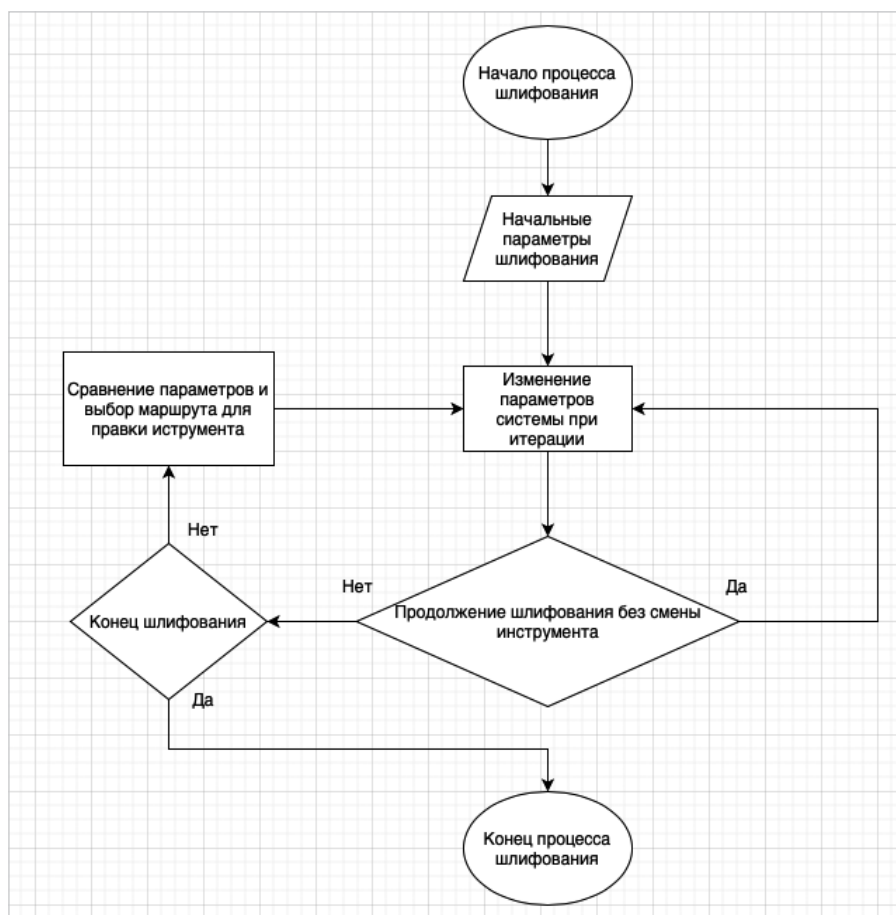 Начало процесса
шлифования
Начальные
параметры
шлифования
Сравнение параметров и
выбор маршрута для
правки иструмента
Изменение
параметров
системы при
итерации
Нет
Нет
Да
Конец шлифования
Продолжение шлифования без смены
инструмента
Да
Конец процесса
шлифования